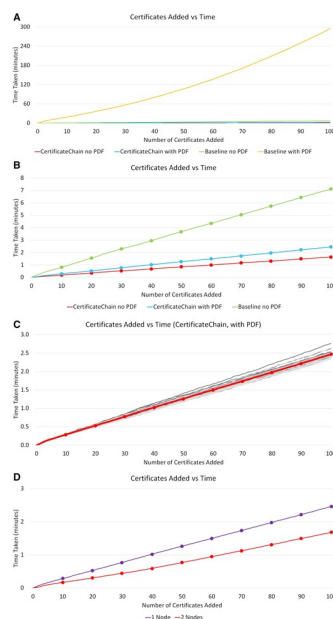 A
Certificates Added vs Time
Time Taken (minutes)
300
240
180
120
60
0
0 10 20 30 40 50 60 70 80 90 100
Number of Certificates Added
CertificateChain no PDF CertificateChain with PDF Baseline no PDF Baseline with PDF
B
Certificates Added vs Time
Time Taken (minutes)
8
7
6
5
4
3
2
1
0
0 10 20 30 40 50 60 70 80 90 100
Number of Certificates Added
CertificateChain no PDF CertificateChain with PDF Baseline no PDF
C
Certificates Added vs Time (CertificateChain, with PDF)
Time Taken (minutes)
3.0
2.5
2.0
1.5
1.0
0.5
0.0
0 10 20 30 40 50 60 70 80 90 100
Number of Certificates Added
D
Certificates Added vs Time
Time Taken (minutes)
3
2
1
0
0 10 20 30 40 50 60 70 80 90 100
Number of Certificates Added
1 Node 2 Nodes